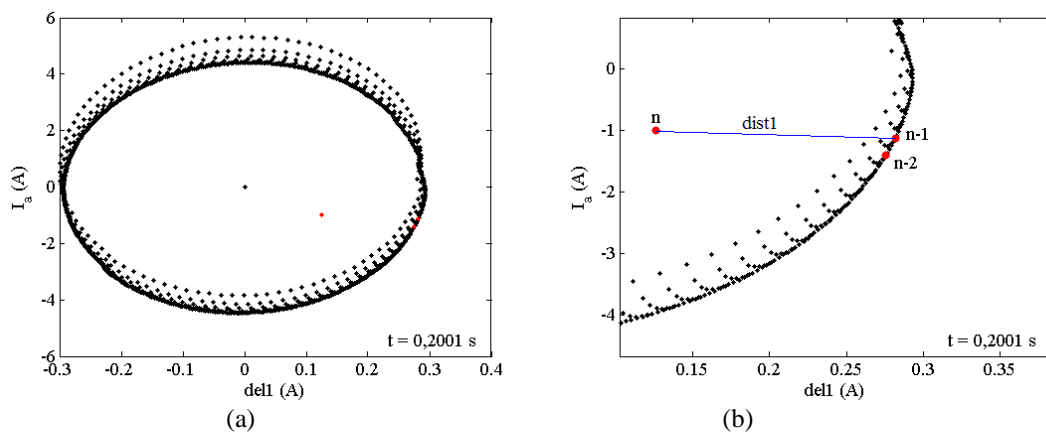 6
4
2
0
-2
-4
-6
I_a (A)
-0.3 -0.2 -0.1 0 0.1 0.2 0.3 0.4
del1 (A)
t = 0,2001 s
(a)
0
-1
-2
-3
-4
I_a (A)
n
dist1
n-1
n-2
0.15 0.2 0.25 0.3 0.35
del1 (A)
t = 0,2001 s
(b)